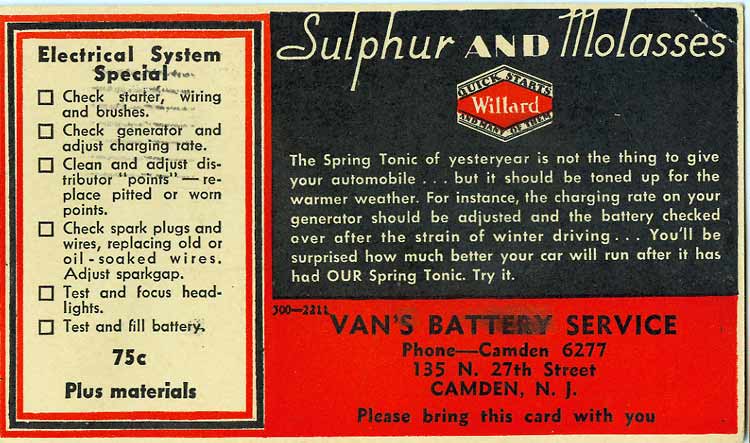 Electrical System
Special
Check starter, wiring
and brushes.
Check generator and
adjust charging rate.
Clean and adjust dis-
tributor "points" — re-
place pitted or worn
points.
Check spark plugs and
wires, replacing old or
oil-soaked wires.
Adjust sparkgap.
Test and focus head-
lights.
Test and fill battery.
75c
Plus materials
Sulphur AND Molasses
QUICK STARTS
Willard
AND MANY OF THEM
The Spring Tonic of yesteryear is not the thing to give
your automobile . . . but it should be toned up for the
warmer weather. For instance, the charging rate on your
generator should be adjusted and the battery checked
over after the strain of winter driving . . . You'll be
surprised how much better your car will run after it has
had OUR Spring Tonic. Try it.
300—2211
VAN'S BATTERY SERVICE
Phone—Camden 6277
135 N. 27th Street
CAMDEN, N. J.
Please bring this card with you